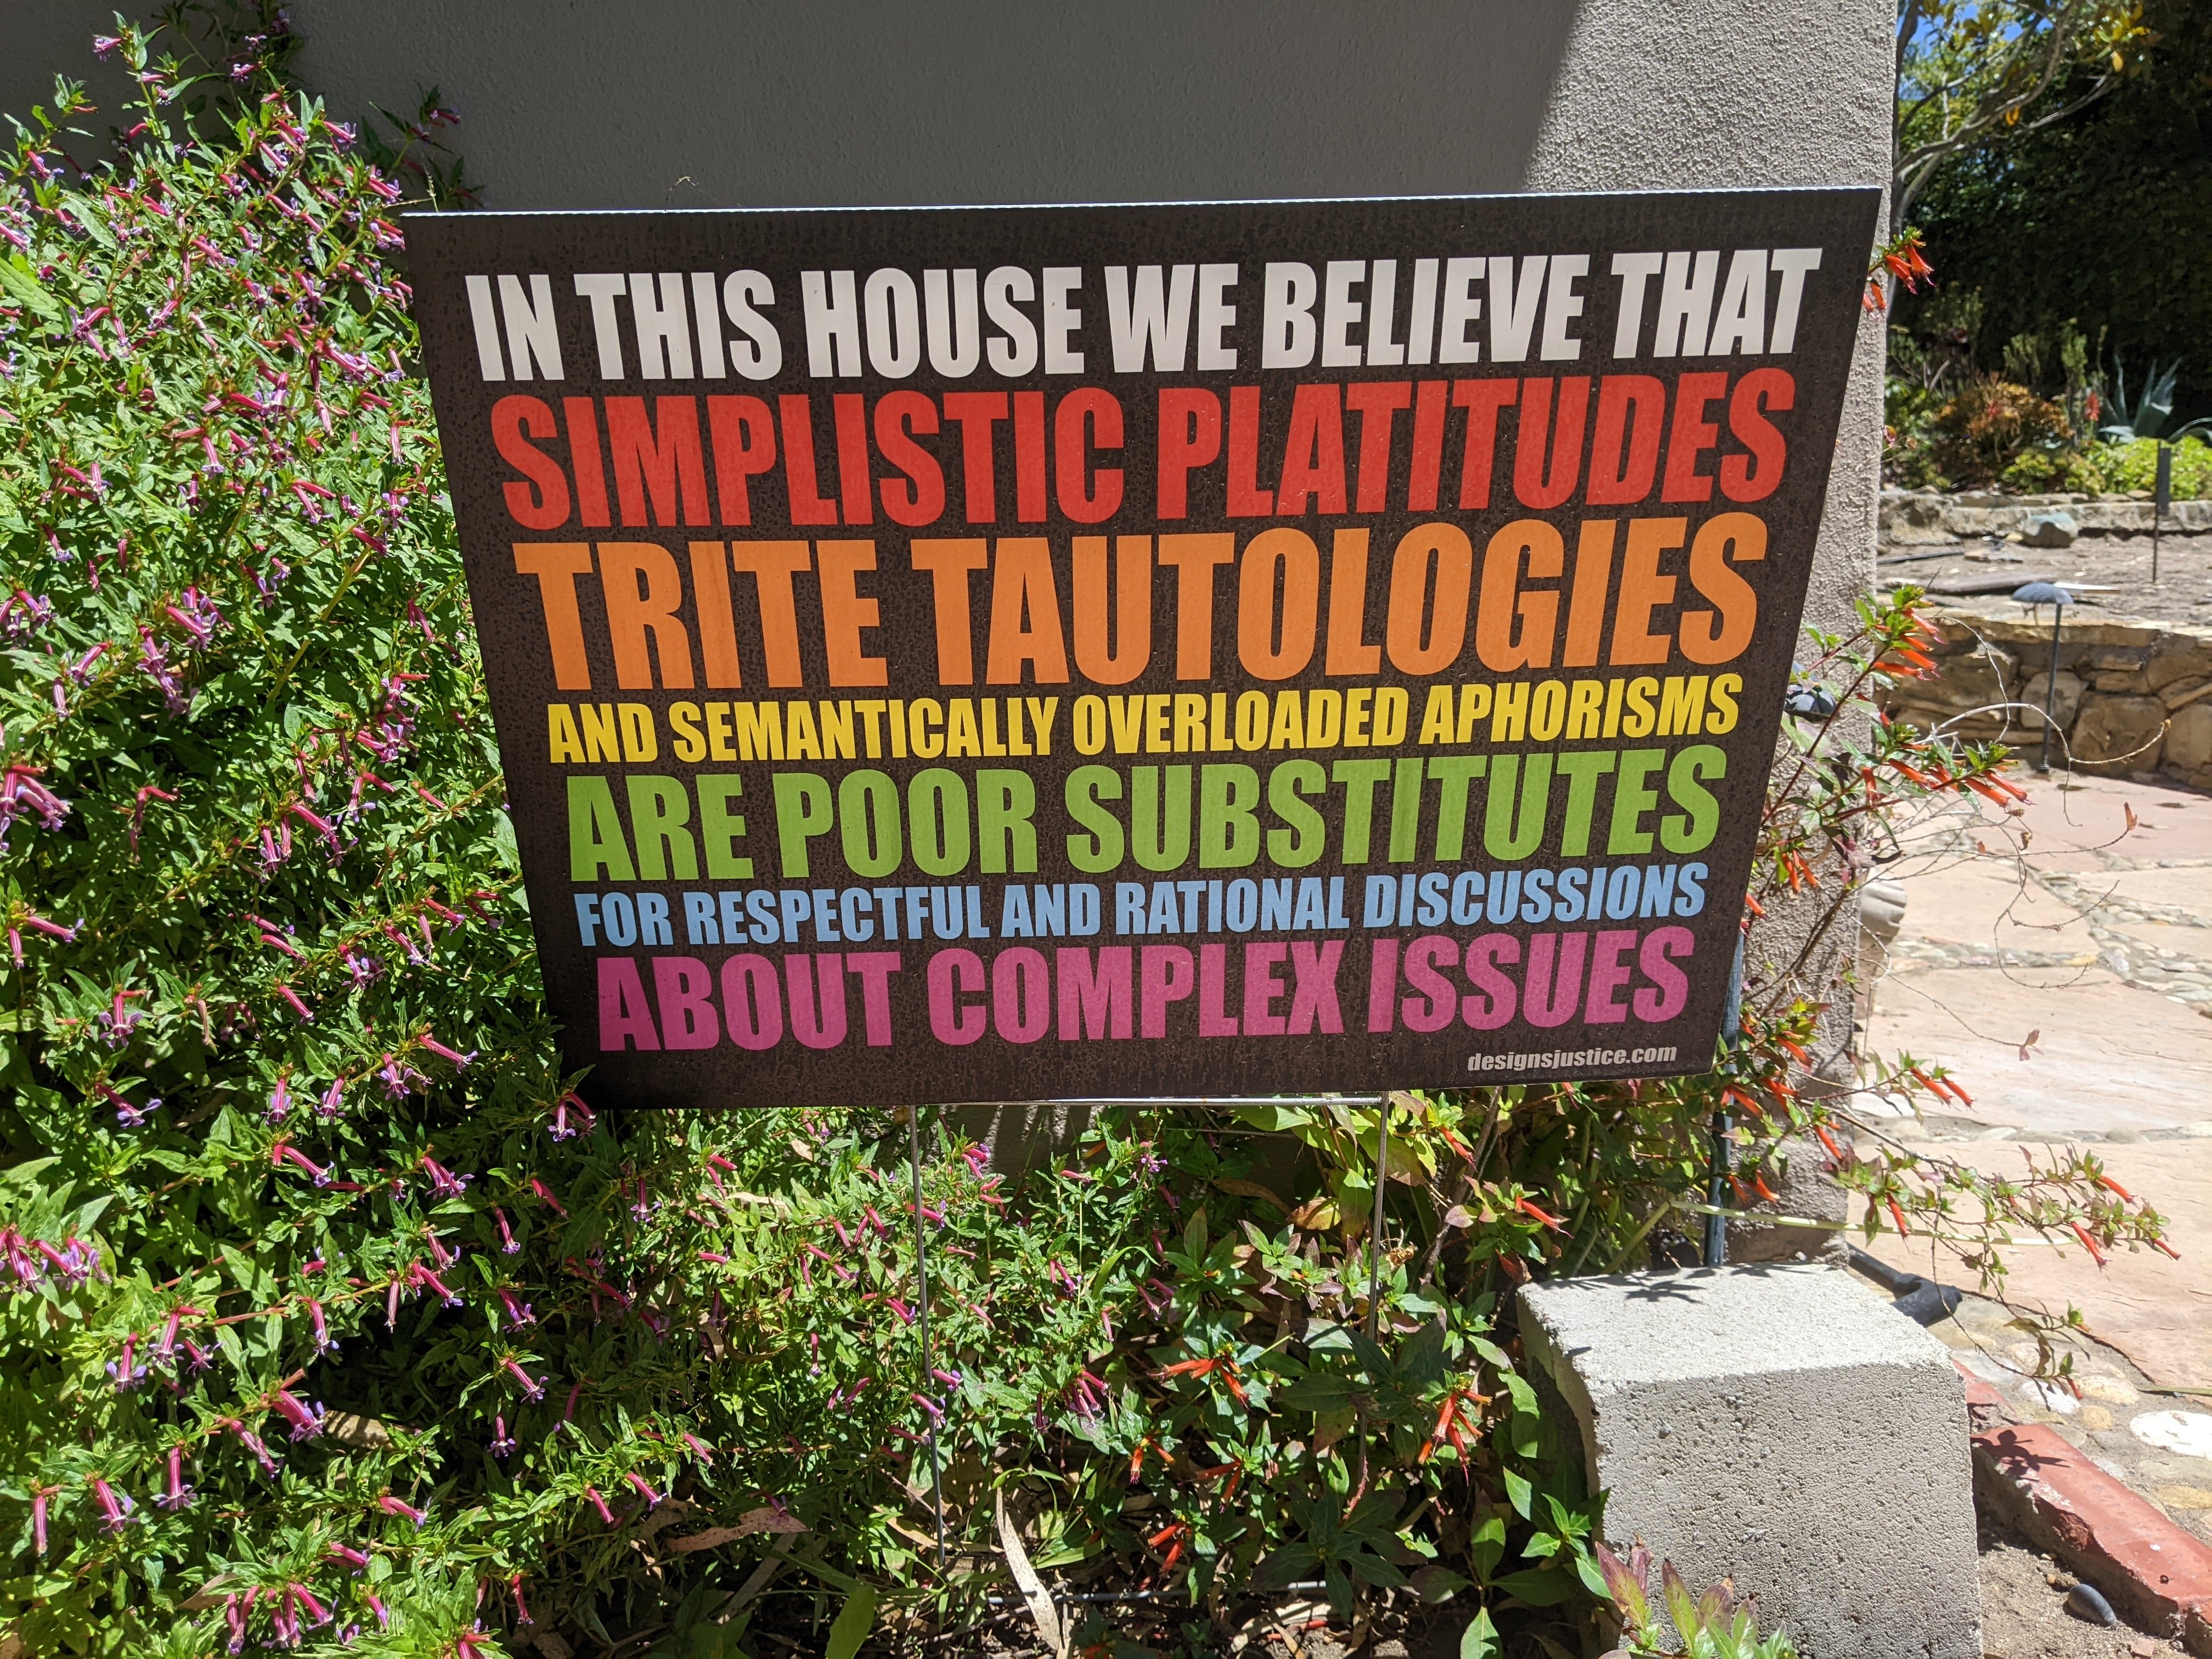 IN THIS HOUSE WE BELIEVE THAT
SIMPLISTIC PLATITUDES
TRITE TAUTOLOGIES
AND SEMANTICALLY OVERLOADED APHORISMS
ARE POOR SUBSTITUTES
FOR RESPECTFUL AND RATIONAL DISCUSSIONS
ABOUT COMPLEX ISSUES
designsjustice.com